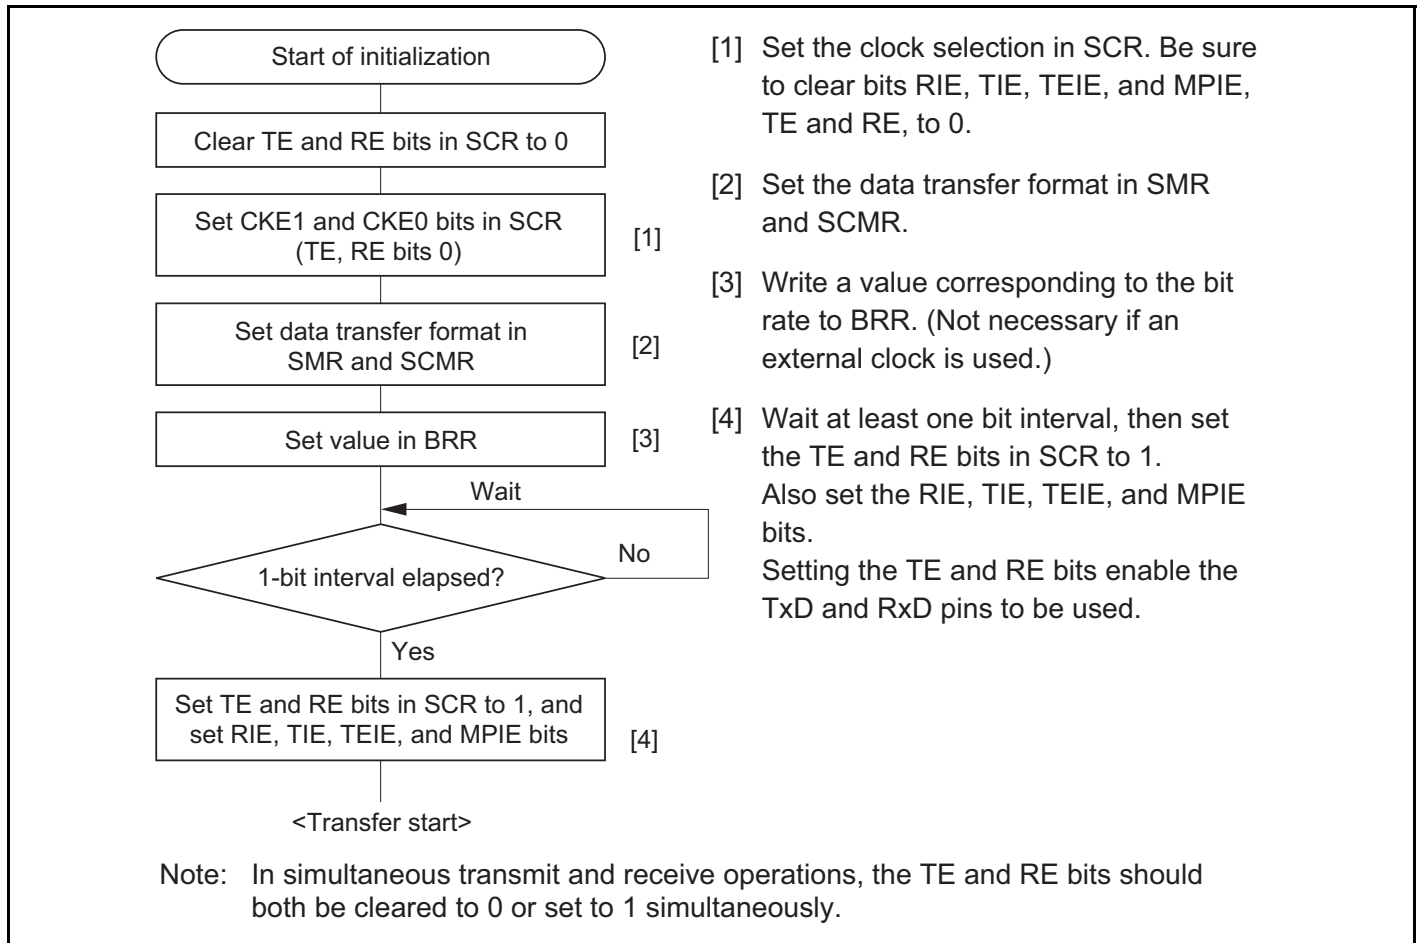 Start of initialization
Clear TE and RE bits in SCR to 0
Set CKE1 and CKE0 bits in SCR
(TE, RE bits 0)
[1]
Set data transfer format in
SMR and SCMR
[2]
Set value in BRR
[3]
Wait
1-bit interval elapsed?
No
Yes
Set TE and RE bits in SCR to 1, and
set RIE, TIE, TEIE, and MPIE bits
[4]
<Transfer start>
[1] Set the clock selection in SCR. Be sure
to clear bits RIE, TIE, TEIE, and MPIE,
TE and RE, to 0.
[2] Set the data transfer format in SMR
and SCMR.
[3] Write a value corresponding to the bit
rate to BRR. (Not necessary if an
external clock is used.)
[4] Wait at least one bit interval, then set
the TE and RE bits in SCR to 1.
Also set the RIE, TIE, TEIE, and MPIE
bits.
Setting the TE and RE bits enable the
TxD and RxD pins to be used.
Note: In simultaneous transmit and receive operations, the TE and RE bits should
both be cleared to 0 or set to 1 simultaneously.